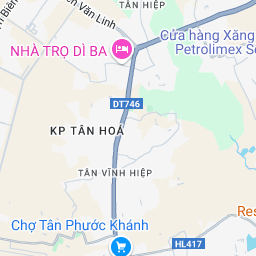 TÂN HIỆP
Văn Linh
Cửa hàng Xăng
Petrolimex
NHÀ TRỌ DÌ BA
DT746
KP TÂN HOÁ
TÂN VĨNH HIỆP
Chợ Tân Phước
Khánh
HL417